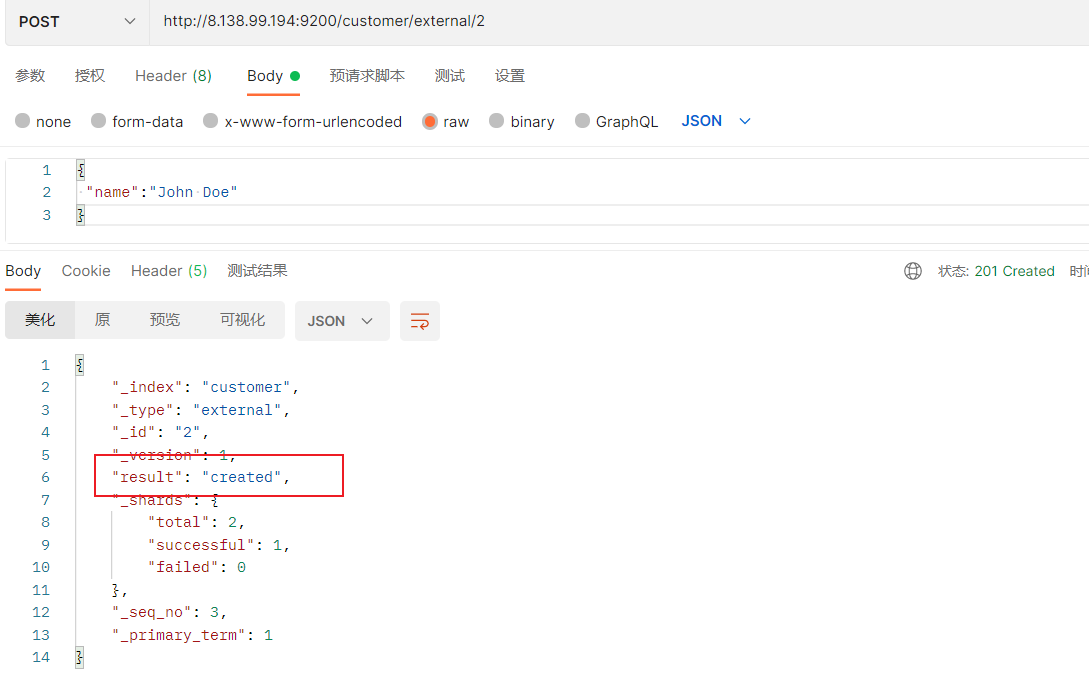 POST http://8.138.99.194:9200/customer/external/2
参数 授权 Header (8) Body 预请求脚本 测试 设置
none form-data x-www-form-urlencoded raw binary GraphQL JSON
1 {
2 "name":"John Doe"
3 }
Body Cookie Header (5) 测试结果 状态: 201 Created 时间
美化 原 预览 可视化 JSON
1 {
2 "_index": "customer",
3 "_type": "external",
4 "_id": "2",
5 "_version": 1,
6 "result": "created",
7 "_shards": {
8 "total": 2,
9 "successful": 1,
10 "failed": 0
11 },
12 "_seq_no": 3,
13 "_primary_term": 1
14 }